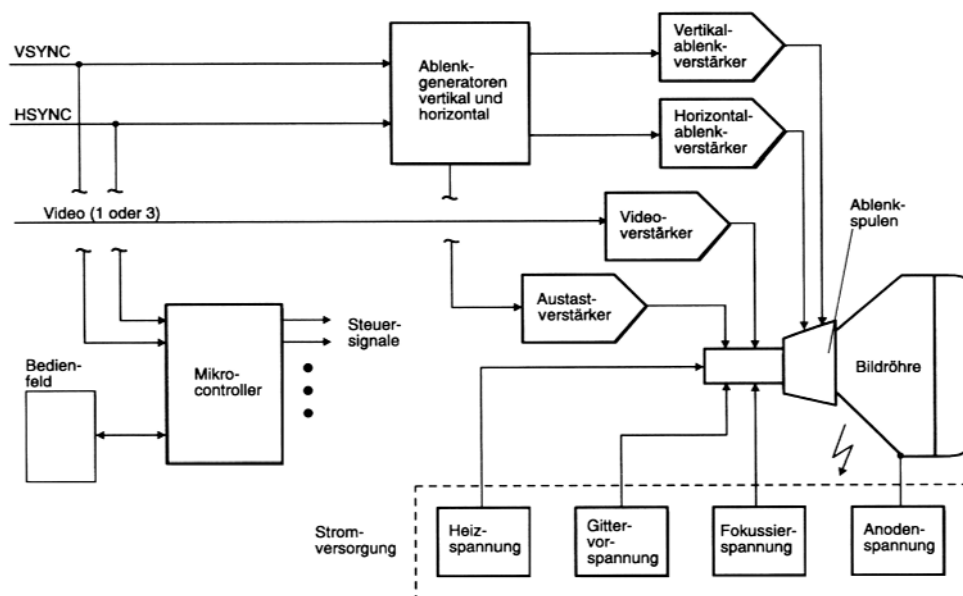 VSYNC
HSYNC
Ablenk-
generatoren
vertikal und
horizontal
Vertikal-
ablenk-
verstärker
Horizontal-
ablenk-
verstärker
Video (1 oder 3)
Video-
verstärker
Ablenk-
spulen
Austast-
verstärker
Steuer-
signale
Mikro-
controller
Bedien-
feld
Bildröhre
Strom-
versorgung
Heiz-
spannung
Gitter-
vor-
spannung
Fokussier-
spannung
Anoden-
spannung